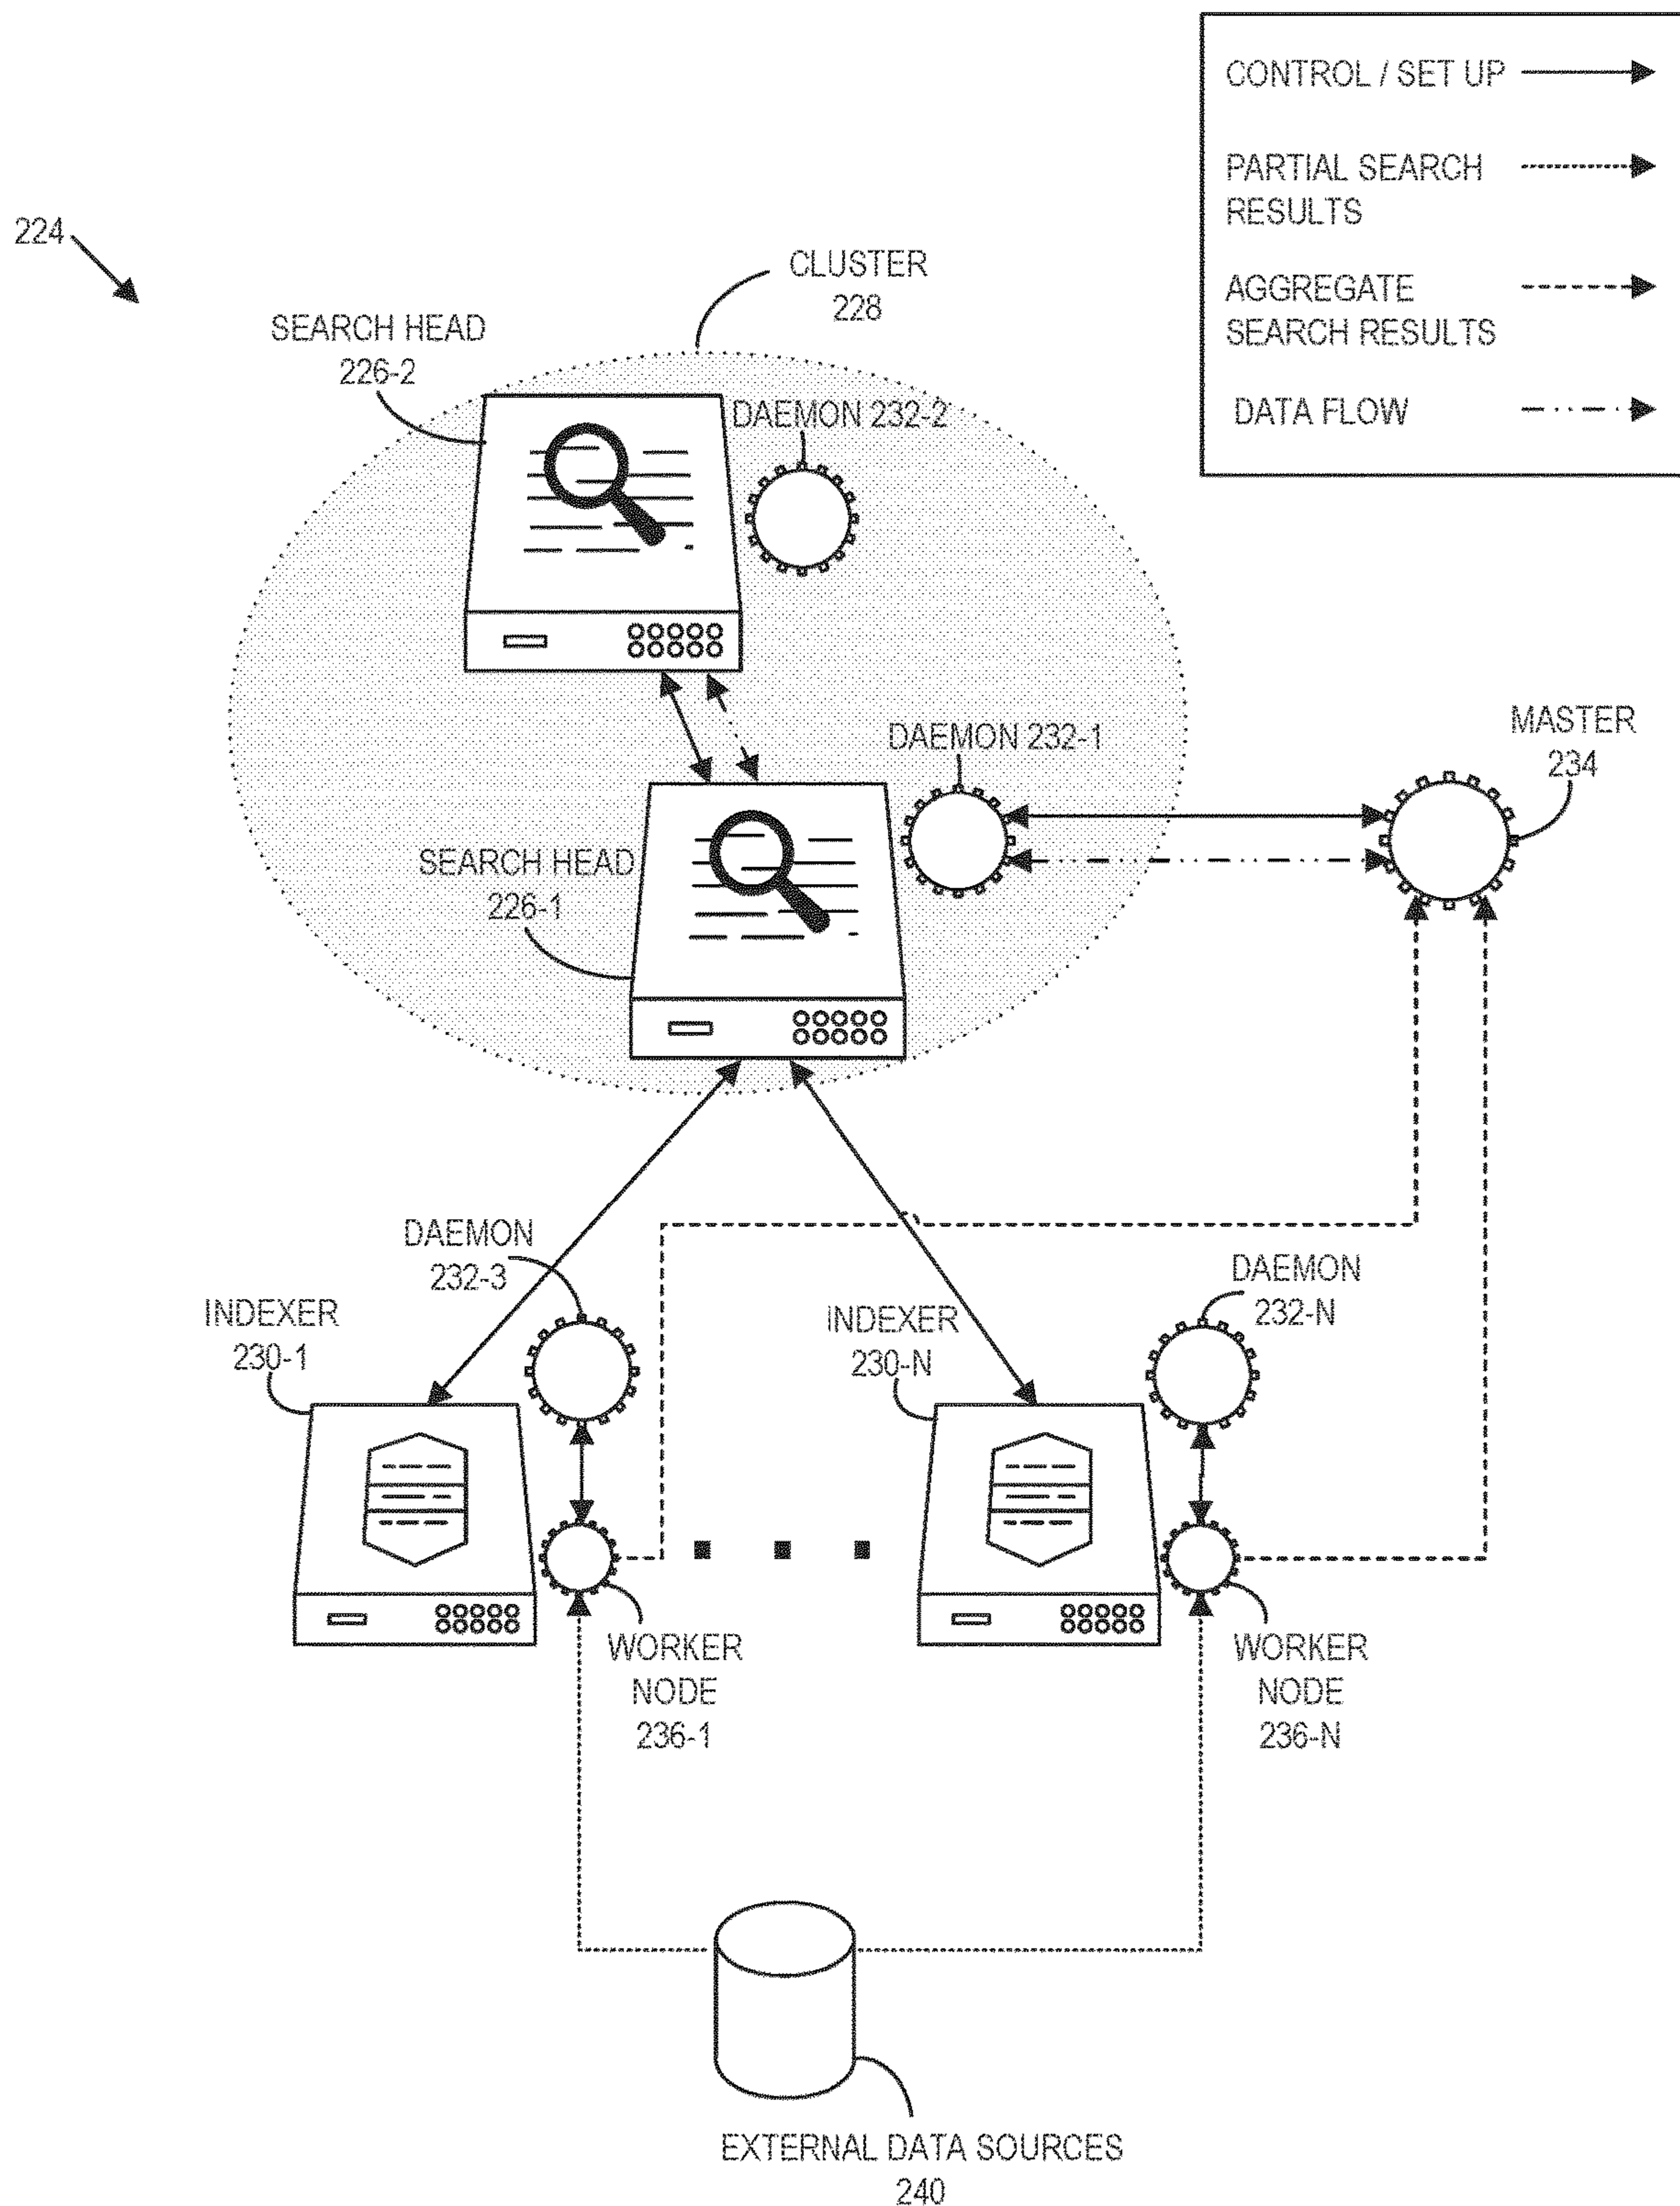 CONTROL / SET UP
PARTIAL SEARCH
RESULTS
AGGREGATE
SEARCH RESULTS
DATA FLOW
224
CLUSTER
228
SEARCH HEAD
226-2
DAEMON 232-2
DAEMON 232-1
MASTER
234
SEARCH HEAD
226-1
DAEMON
232-3
DAEMON
232-N
INDEXER
230-1
INDEXER
230-N
WORKER
NODE
236-1
WORKER
NODE
236-N
EXTERNAL DATA SOURCES
240